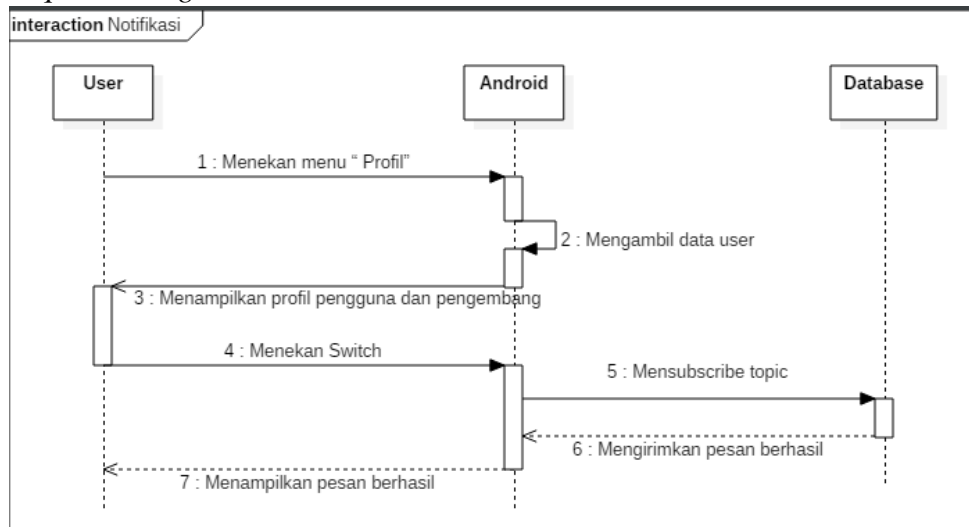 interaction Notifikasi
User
Android
Database
1 : Menekan menu “ Profil”
2 : Mengambil data user
3 : Menampilkan profil pengguna dan pengembang
4 : Menekan Switch
5 : Mensubscribe topic
6 : Mengirimkan pesan berhasil
7 : Menampilkan pesan berhasil